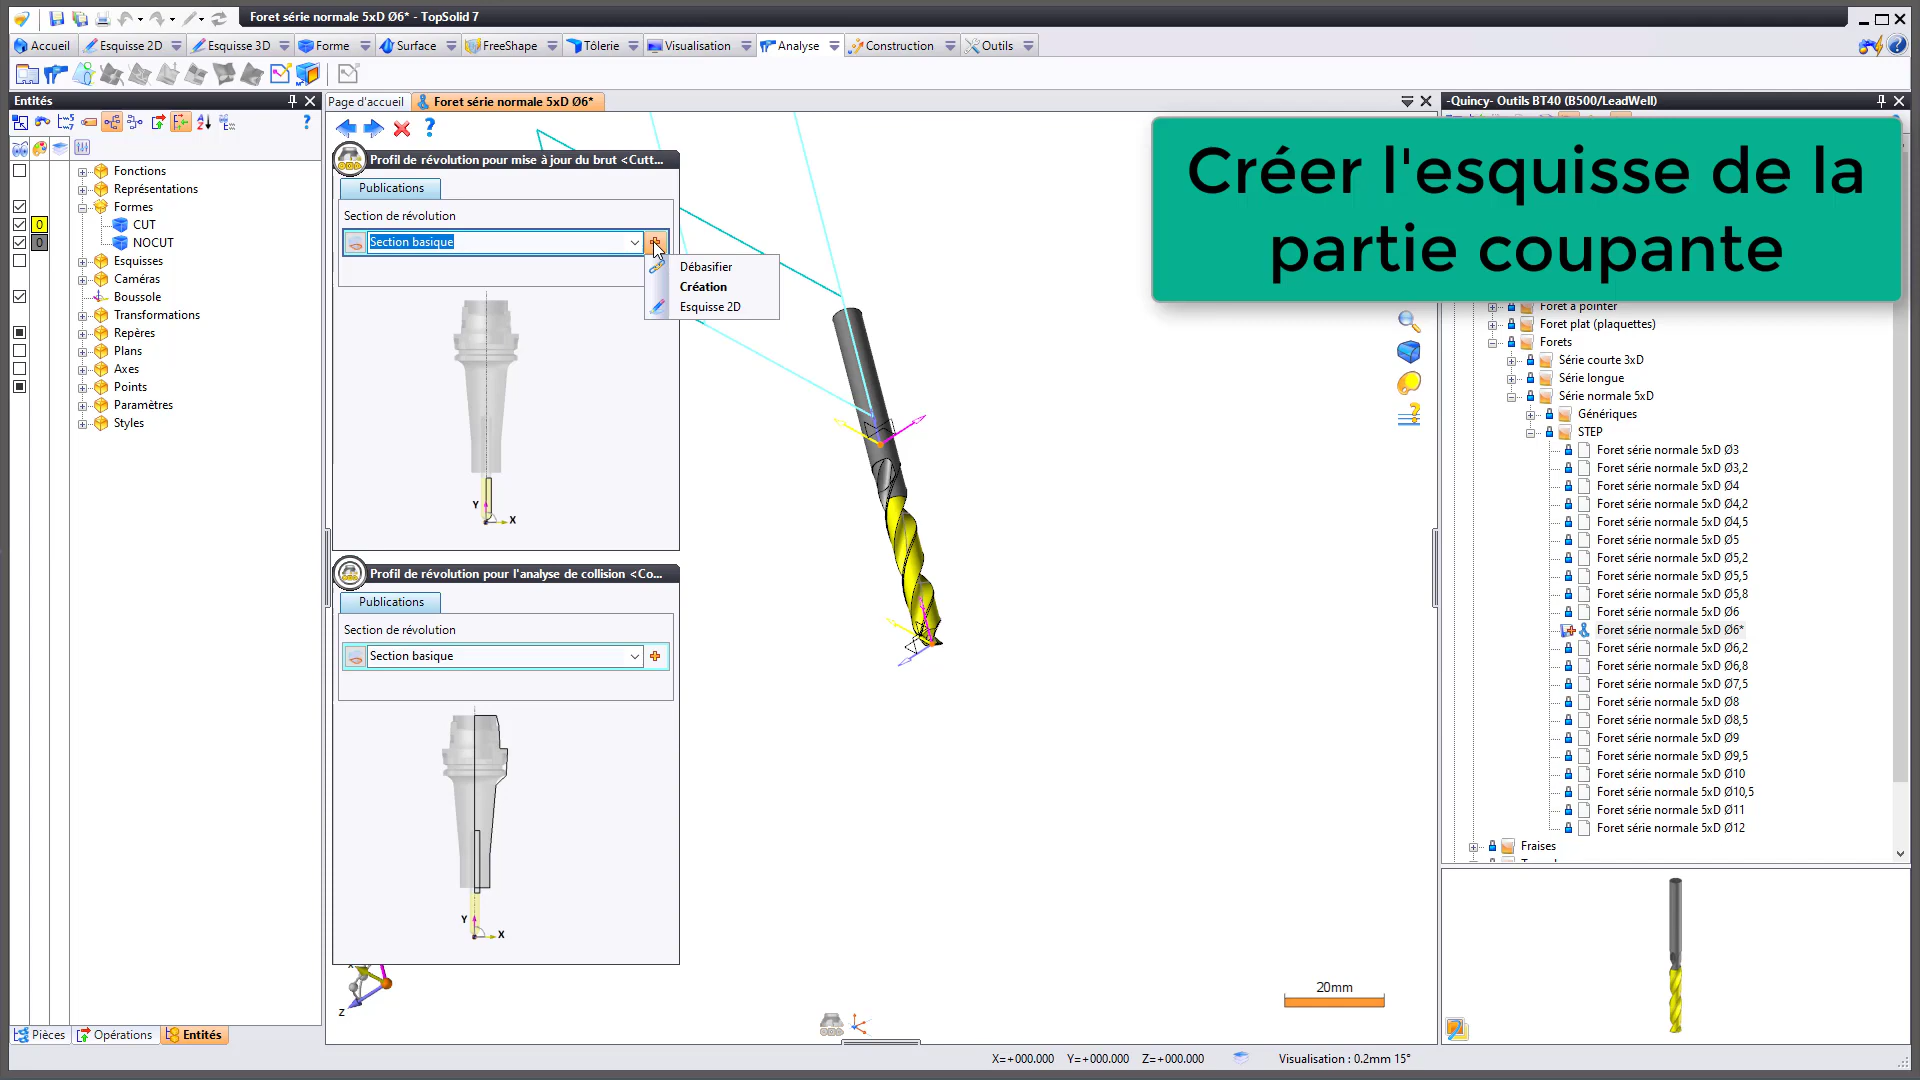 Foret série normale 5xD Ø6* - TopSolid 7
Accueil
Esquisse 2D
Esquisse 3D
Forme
Surface
FreeShape
Tôlerie
Visualisation
Analyse
Construction
Outils
Entités
Fonctions
Représentations
Formes
0 CUT
0 NOCUT
Esquisses
Caméras
Boussole
Transformations
Repères
Plans
Axes
Points
Paramètres
Styles
Pièces
Opérations
Entités
Page d'accueil
Foret série normale 5xD Ø6*
Profil de révolution pour mise à jour du brut <Cutt...
Publications
Section de révolution
Section basique
Débasifier
Création
Esquisse 2D
Y
X
Profil de révolution pour l'analyse de collision <Co...
Publications
Section de révolution
Section basique
Y
X
Z
20mm
X=+000.000 Y=+000.000 Z=+000.000
Visualisation : 0.2mm 15°
-Quincy- Outils BT40 (B500/LeadWell)
Créer l'esquisse de la
partie coupante
Foret à pointer
Foret plat (plaquettes)
Forets
Série courte 3xD
Série longue
Série normale 5xD
Génériques
STEP
Foret série normale 5xD Ø3
Foret série normale 5xD Ø3,2
Foret série normale 5xD Ø4
Foret série normale 5xD Ø4,2
Foret série normale 5xD Ø4,5
Foret série normale 5xD Ø5
Foret série normale 5xD Ø5,2
Foret série normale 5xD Ø5,5
Foret série normale 5xD Ø5,8
Foret série normale 5xD Ø6
Foret série normale 5xD Ø6*
Foret série normale 5xD Ø6,2
Foret série normale 5xD Ø6,8
Foret série normale 5xD Ø7,5
Foret série normale 5xD Ø8
Foret série normale 5xD Ø8,5
Foret série normale 5xD Ø9
Foret série normale 5xD Ø9,5
Foret série normale 5xD Ø10
Foret série normale 5xD Ø10,5
Foret série normale 5xD Ø11
Foret série normale 5xD Ø12
Fraises